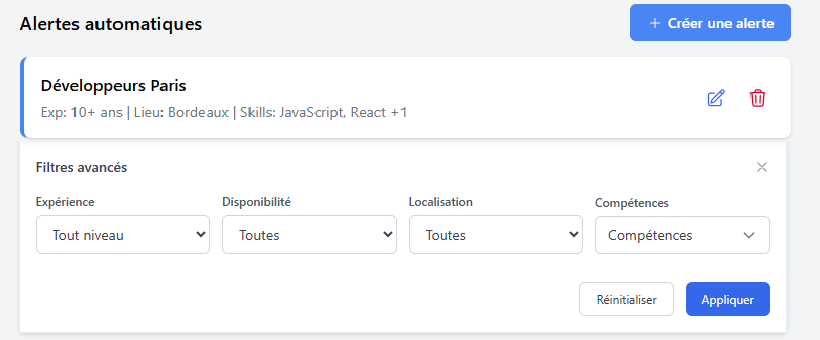 Alertes automatiques
+ Créer une alerte
Développeurs Paris
Exp: 10+ ans | Lieu: Bordeaux | Skills: JavaScript, React +1
Filtres avancés
Expérience Disponibilité Localisation Compétences
Tout niveau Toutes Toutes Compétences
Réinitialiser Appliquer